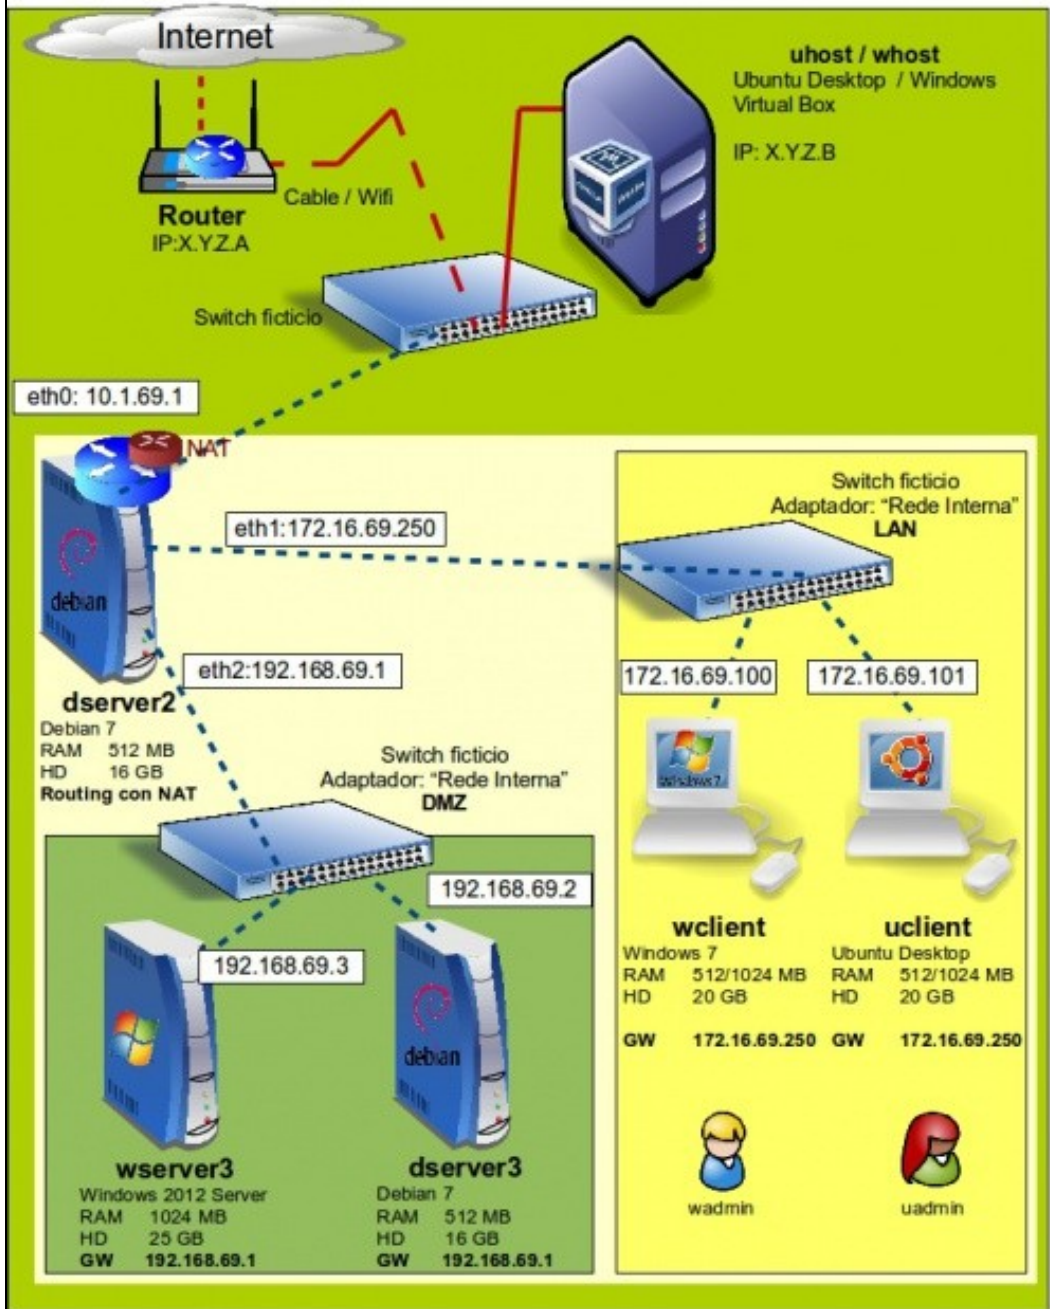 Internet
uhost / whost
Ubuntu Desktop / Windows
Virtual Box
IP: X.Y.Z.B
Cable / Wifi
Router
IP:X.Y.Z.A
Switch ficticio
eth0: 10.1.69.1
NAT
Switch ficticio
Adaptador: "Rede Interna"
LAN
eth1:172.16.69.250
debian
eth2:192.168.69.1
172.16.69.100
172.16.69.101
dserver2
Debian 7
RAM 512 MB
HD 16 GB
Routing con NAT
Switch ficticio
Adaptador: "Rede Interna"
DMZ
Windows7
192.168.69.2
192.168.69.3
debian
wclient
Windows 7
RAM 512/1024 MB
HD 20 GB
GW 172.16.69.250
uclient
Ubuntu Desktop
RAM 512/1024 MB
HD 20 GB
GW 172.16.69.250
wserver3
Windows 2012 Server
RAM 1024 MB
HD 25 GB
GW 192.168.69.1
dserver3
Debian 7
RAM 512 MB
HD 16 GB
GW 192.168.69.1
wadmin
uadmin